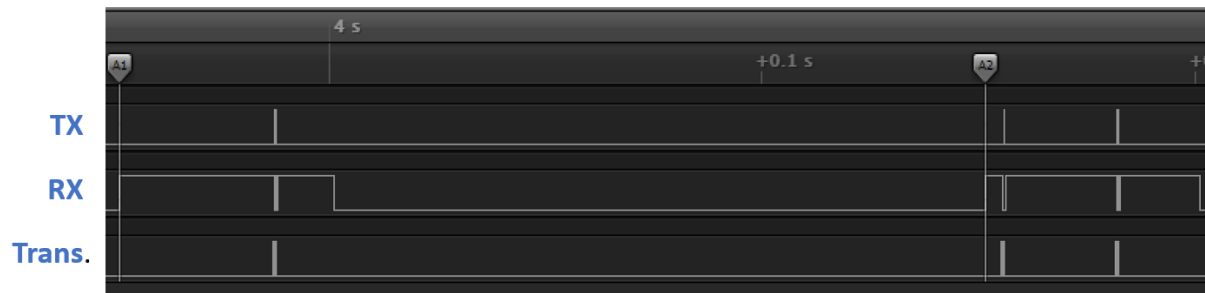 4 s
A1
+0.1 s
A2
TX
RX
Trans.